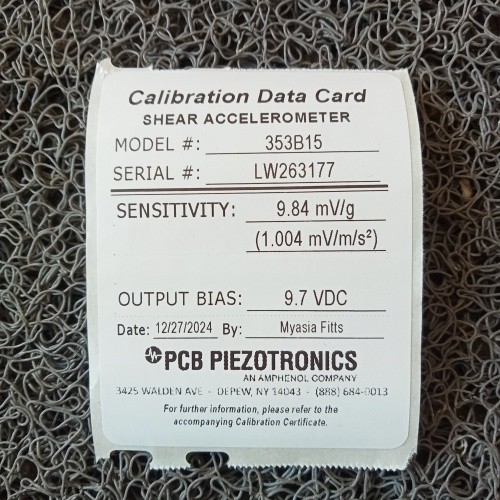 Calibration Data Card
SHEAR ACCELEROMETER
MODEL #: 353B15
SERIAL #: LW263177
SENSITIVITY: 9.84 mV/g
(1.004 mV/m/s²)
OUTPUT BIAS: 9.7 VDC
Date: 12/27/2024 By: Myasia Fitts
PCB PIEZOTRONICS
AN AMPHENOL COMPANY
3425 WALDEN AVE - DEPEW, NY 14043 - (888) 684-0013
For further information, please refer to the
accompanying Calibration Certificate.